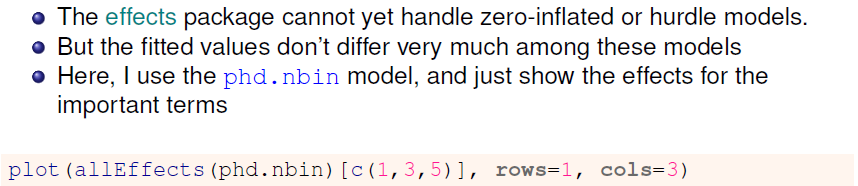 The effects package cannot yet handle zero-inflated or hurdle models.
But the fitted values don't differ very much among these models
Here, I use the phd.nbin model, and just show the effects for the
important terms
plot(allEffects(phd.nbin)[c(1,3,5)], rows=1, cols=3)